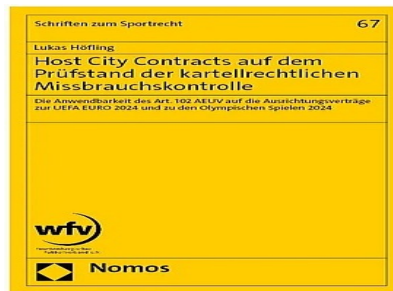 Schriften zum Sportrecht 67
Lukas Höfling
Host City Contracts auf dem
Prüfstand der kartellrechtlichen
Missbrauchskontrolle
Die Anwendbarkeit des Art. 102 AEUV auf die Ausrichtungsverträge
zur UEFA EURO 2024 und zu den Olympischen Spielen 2024
wfv
Nomos